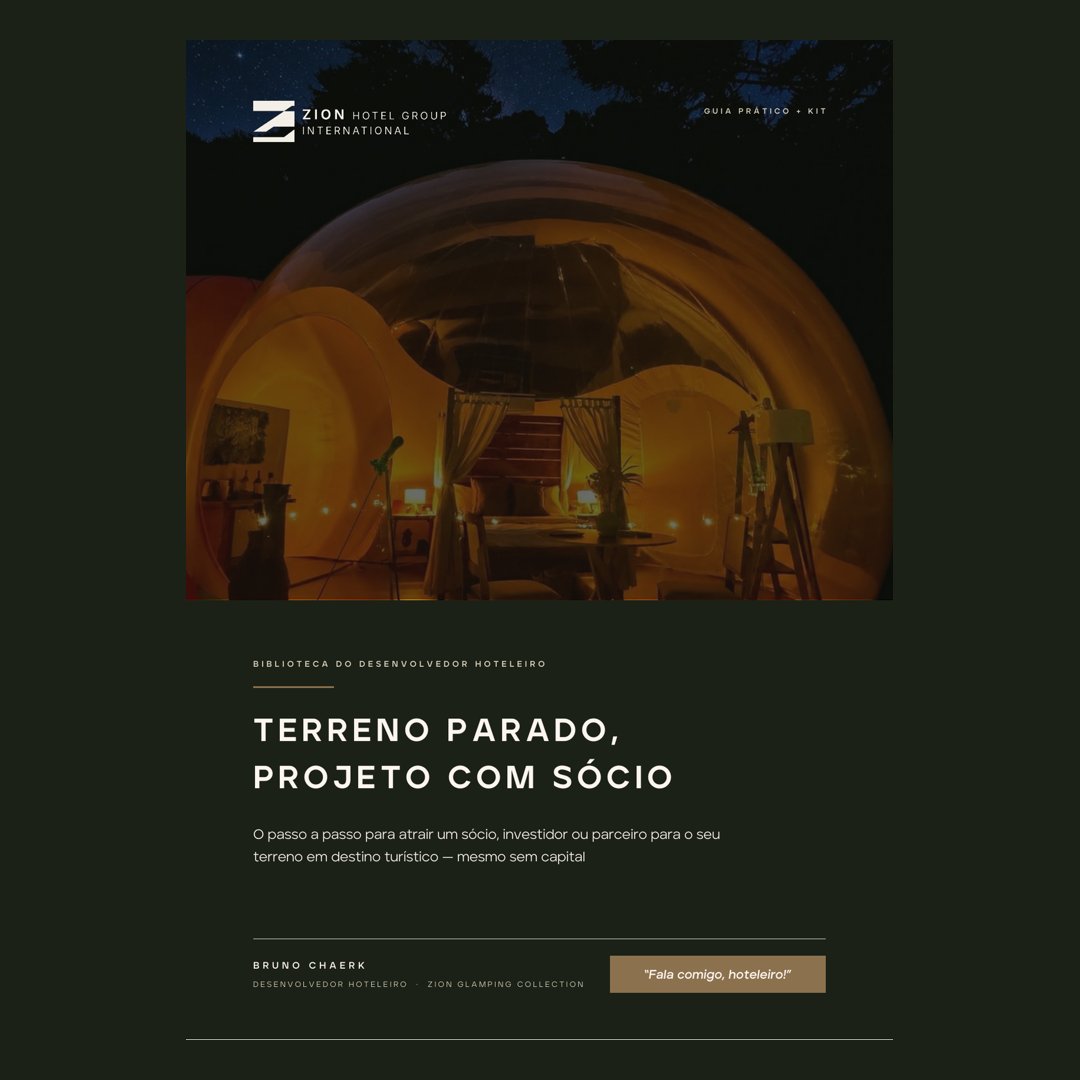 ZION HOTEL GROUP
INTERNATIONAL
GUIA PRÁTICO + KIT
BIBLIOTECA DO DESENVOLVEDOR HOTELEIRO
TERRENO PARADO,
PROJETO COM SÓCIO
O passo a passo para atrair um sócio, investidor ou parceiro para o seu
terreno em destino turístico — mesmo sem capital
BRUNO CHAERK
DESENVOLVEDOR HOTELEIRO · ZION GLAMPING COLLECTION
“Fala comigo, hoteleiro!”